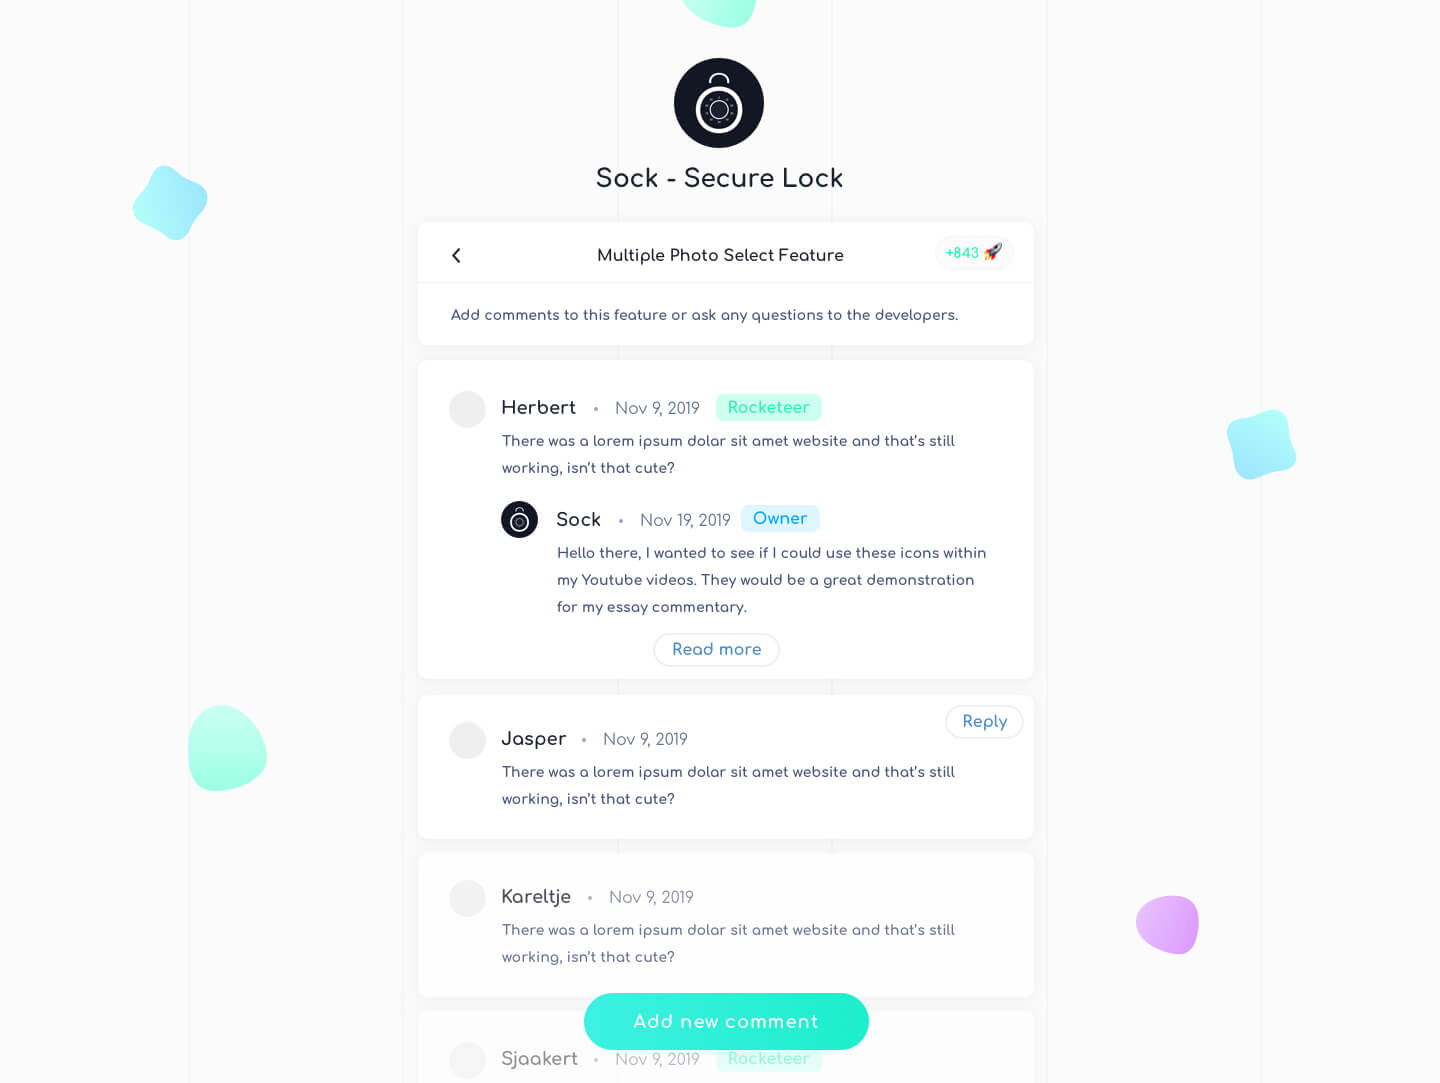 Sock - Secure Lock
Multiple Photo Select Feature
+843 🚀
Add comments to this feature or ask any questions to the developers.
Herbert • Nov 9, 2019 Rocketeer
There was a lorem ipsum dolar sit amet website and that's still
working, isn't that cute?
Sock • Nov 19, 2019 Owner
Hello there, I wanted to see if I could use these icons within
my Youtube videos. They would be a great demonstration
for my essay commentary.
Read more
Reply
Jasper • Nov 9, 2019
There was a lorem ipsum dolar sit amet website and that's still
working, isn't that cute?
Kareltje • Nov 9, 2019
There was a lorem ipsum dolar sit amet website and that's still
working, isn't that cute?
Add new comment
Sjaakert • Nov 9, 2019 Rocketeer